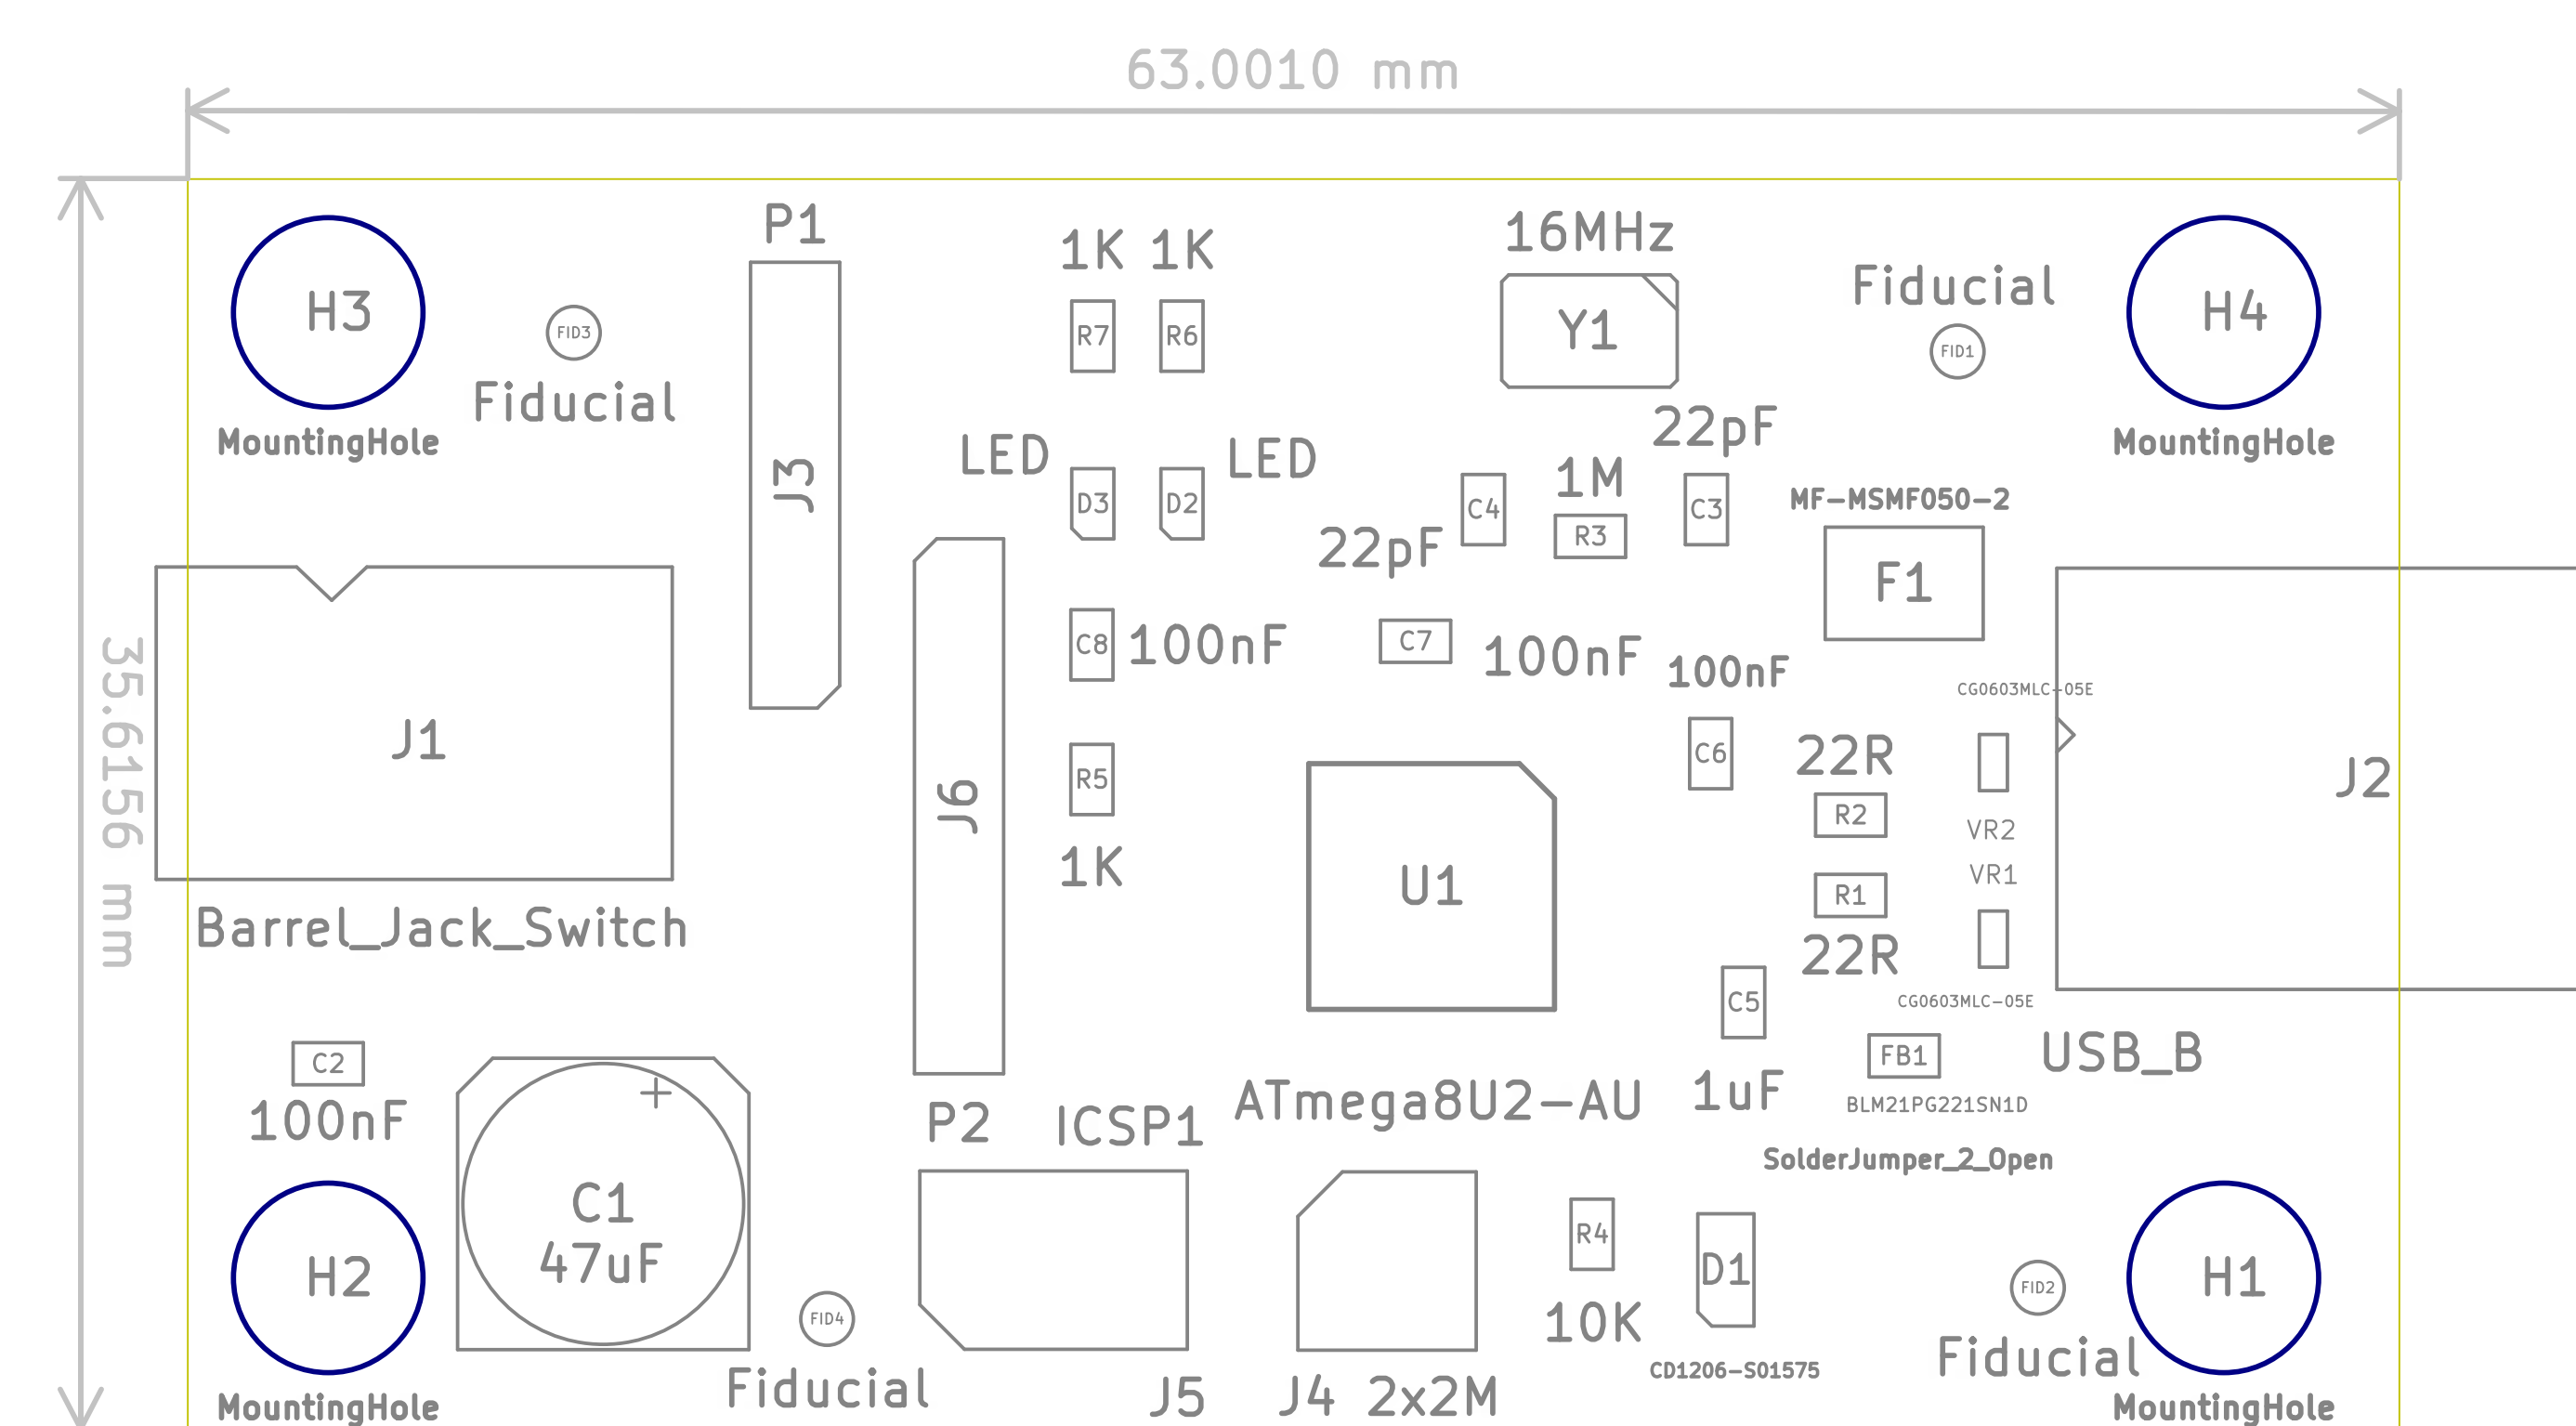 63.0010 mm
35.6156 mm
P1
1K 1K
16MHz
Fiducial
H3
FID3
R7
R6
Y1
FID1
H4
Fiducial
MountingHole
22pF
MountingHole
LED
LED
J3
1M
MF-MSMF050-2
D3
D2
C4
C3
R3
22pF
F1
C8
100nF
C7
100nF
100nF
CG0603MLC-05E
J1
C6
22R
J2
R5
J6
R2
VR2
1K
U1
VR1
R1
Barrel_Jack_Switch
22R
C5
CG0603MLC-05E
C2
FB1
USB_B
100nF
P2
ICSP1
ATmega8U2-AU
1uF
BLM21PG221SN1D
SolderJumper_2_Open
C1
47uF
R4
H2
D1
H1
FID4
FID2
10K
Fiducial
CD1206-S01575
Fiducial
MountingHole
J5
J4 2x2M
MountingHole